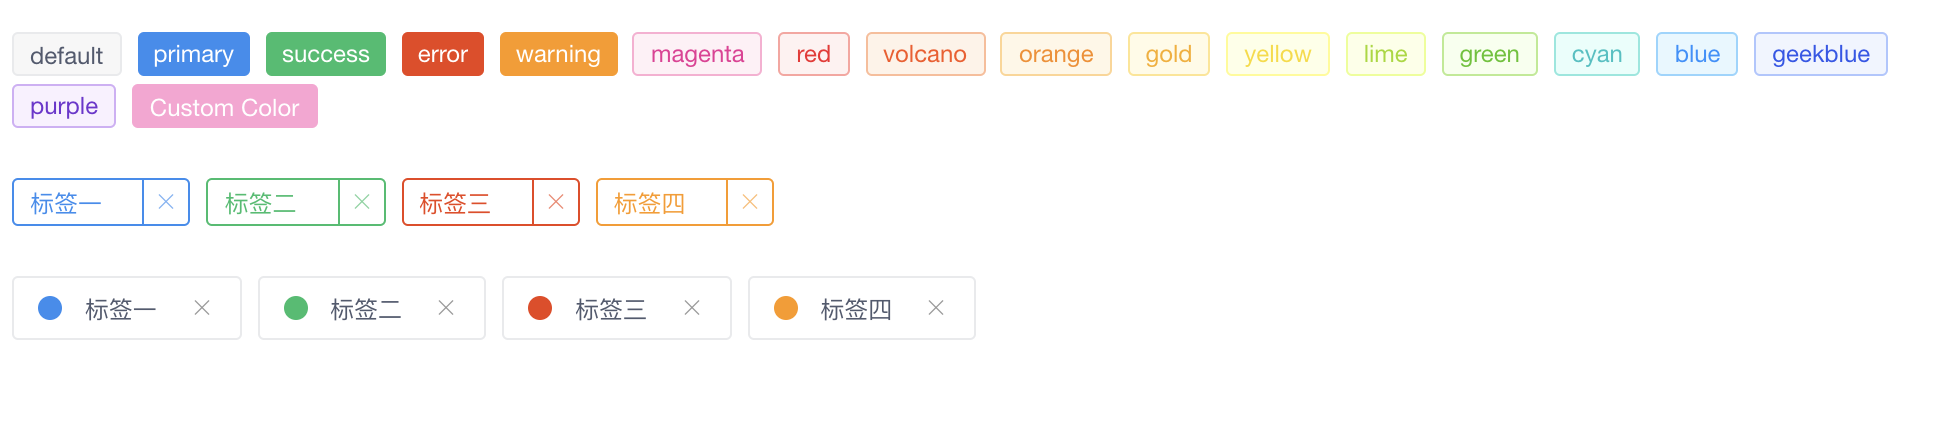 default primary success error warning magenta red volcano orange gold yellow lime green cyan blue geekblue
purple Custom Color
标签一 标签二 标签三 标签四
标签一 标签二 标签三 标签四